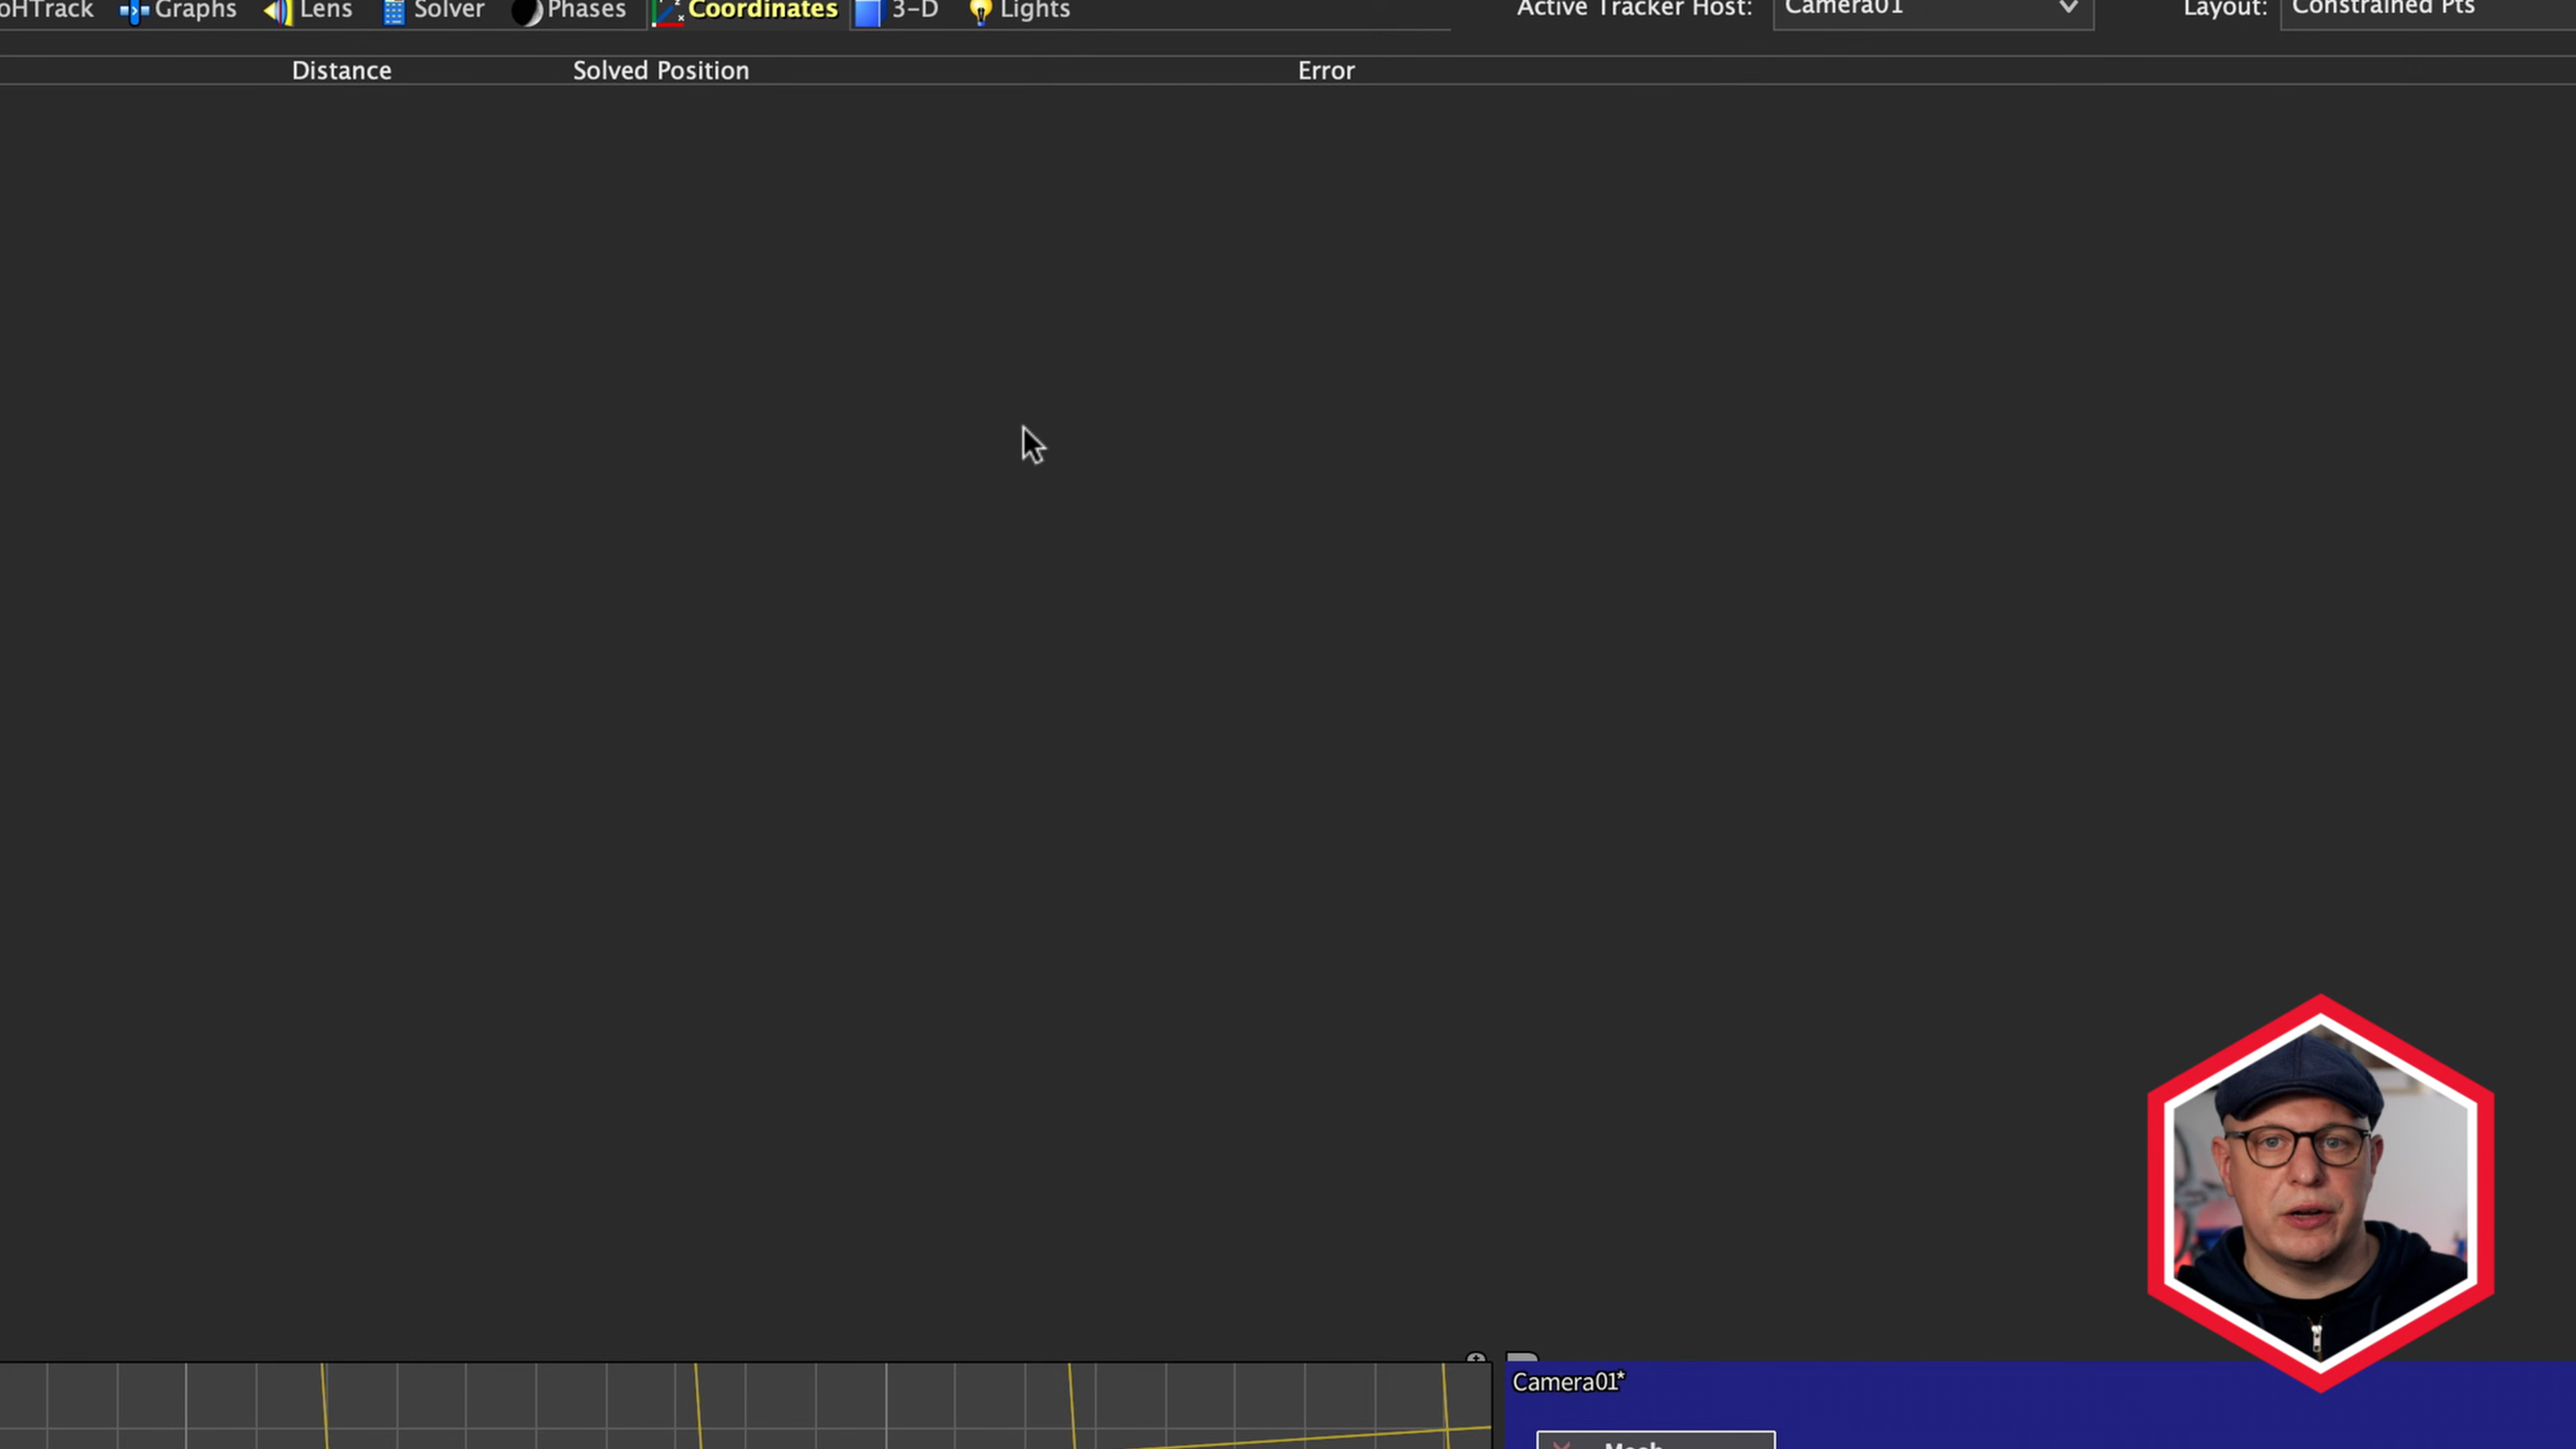 oHTrack Graphs Lens Solver Phases Coordinates 3-D Lights Active Tracker Host: Camera01 Layout: Constrained Pts
Distance Solved Position Error
Camera01*
Mesh